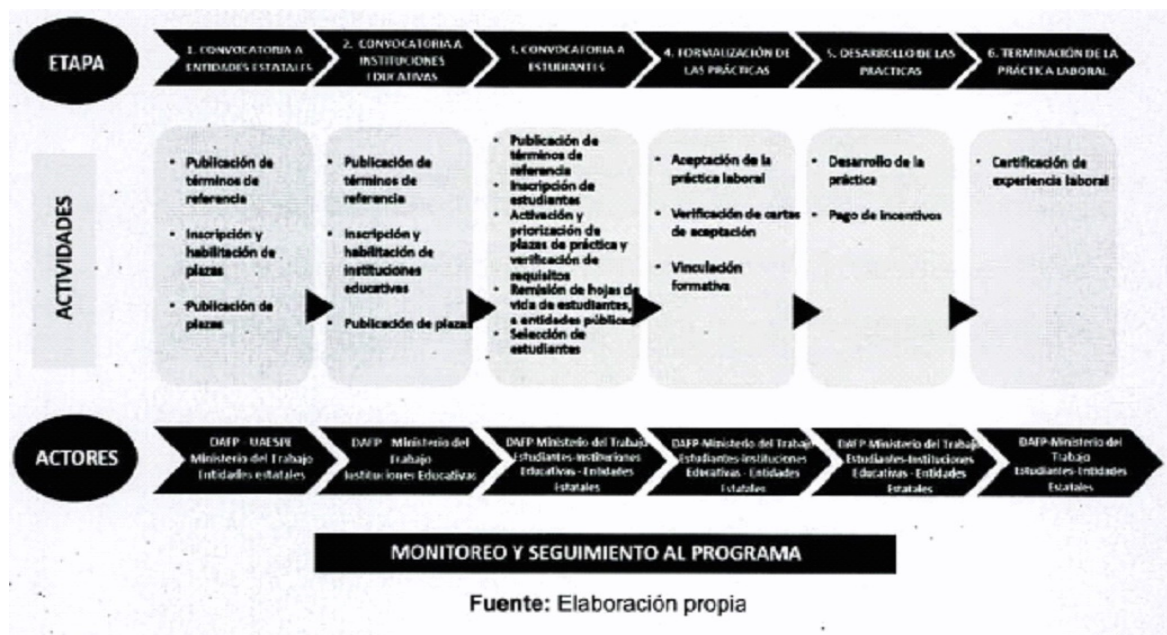 ETAPA
1. CONVOCATORIA A
ENTIDADES ESTATALES
2. CONVOCATORIA A
INSTITUCIONES
EDUCATIVAS
3. CONVOCATORIA A
ESTUDIANTES
4. FORMALIZACIÓN DE
LAS PRÁCTICAS
5. DESARROLLO DE LAS
PRACTICAS
6. TERMINACIÓN DE LA
PRÁCTICA LABORAL
ACTIVIDADES
• Publicación de
términos de
referencia
• Inscripción y
habilitación de
plazas
• Publicación de
plazas
• Publicación de
términos de
referencia
• Inscripción y
habilitación de
instituciones
educativas
• Publicación de plazas
• Publicación de
términos de
referencia
• Inscripción de
estudiantes
• Activación y
priorización de
plazas de práctica y
verificación de
requisitos
• Remisión de hojas de
vida de estudiantes,
a entidades públicas
• Selección de
estudiantes
• Aceptación de la
práctica laboral
• Verificación de cartas
de aceptación
• Vinculación
formativa
• Desarrollo de la
práctica
• Pago de incentivos
• Certificación de
experiencia laboral
ACTORES
DAFP - UAESPE
Ministerio del Trabajo
Entidades estatales
DAFP - Ministerio del
Trabajo
Instituciones Educativas
DAFP-Ministerio del Trabajo
Estudiantes-Instituciones
Educativas - Entidades
Estatales
DAFP-Ministerio del Trabajo
Estudiantes-Instituciones
Educativas - Entidades
Estatales
DAFP-Ministerio del Trabajo
Estudiantes-Instituciones
Educativas - Entidades
Estatales
DAFP-Ministerio del
Trabajo
Estudiantes-Entidades
Estatales
MONITOREO Y SEGUIMIENTO AL PROGRAMA
Fuente: Elaboración propia